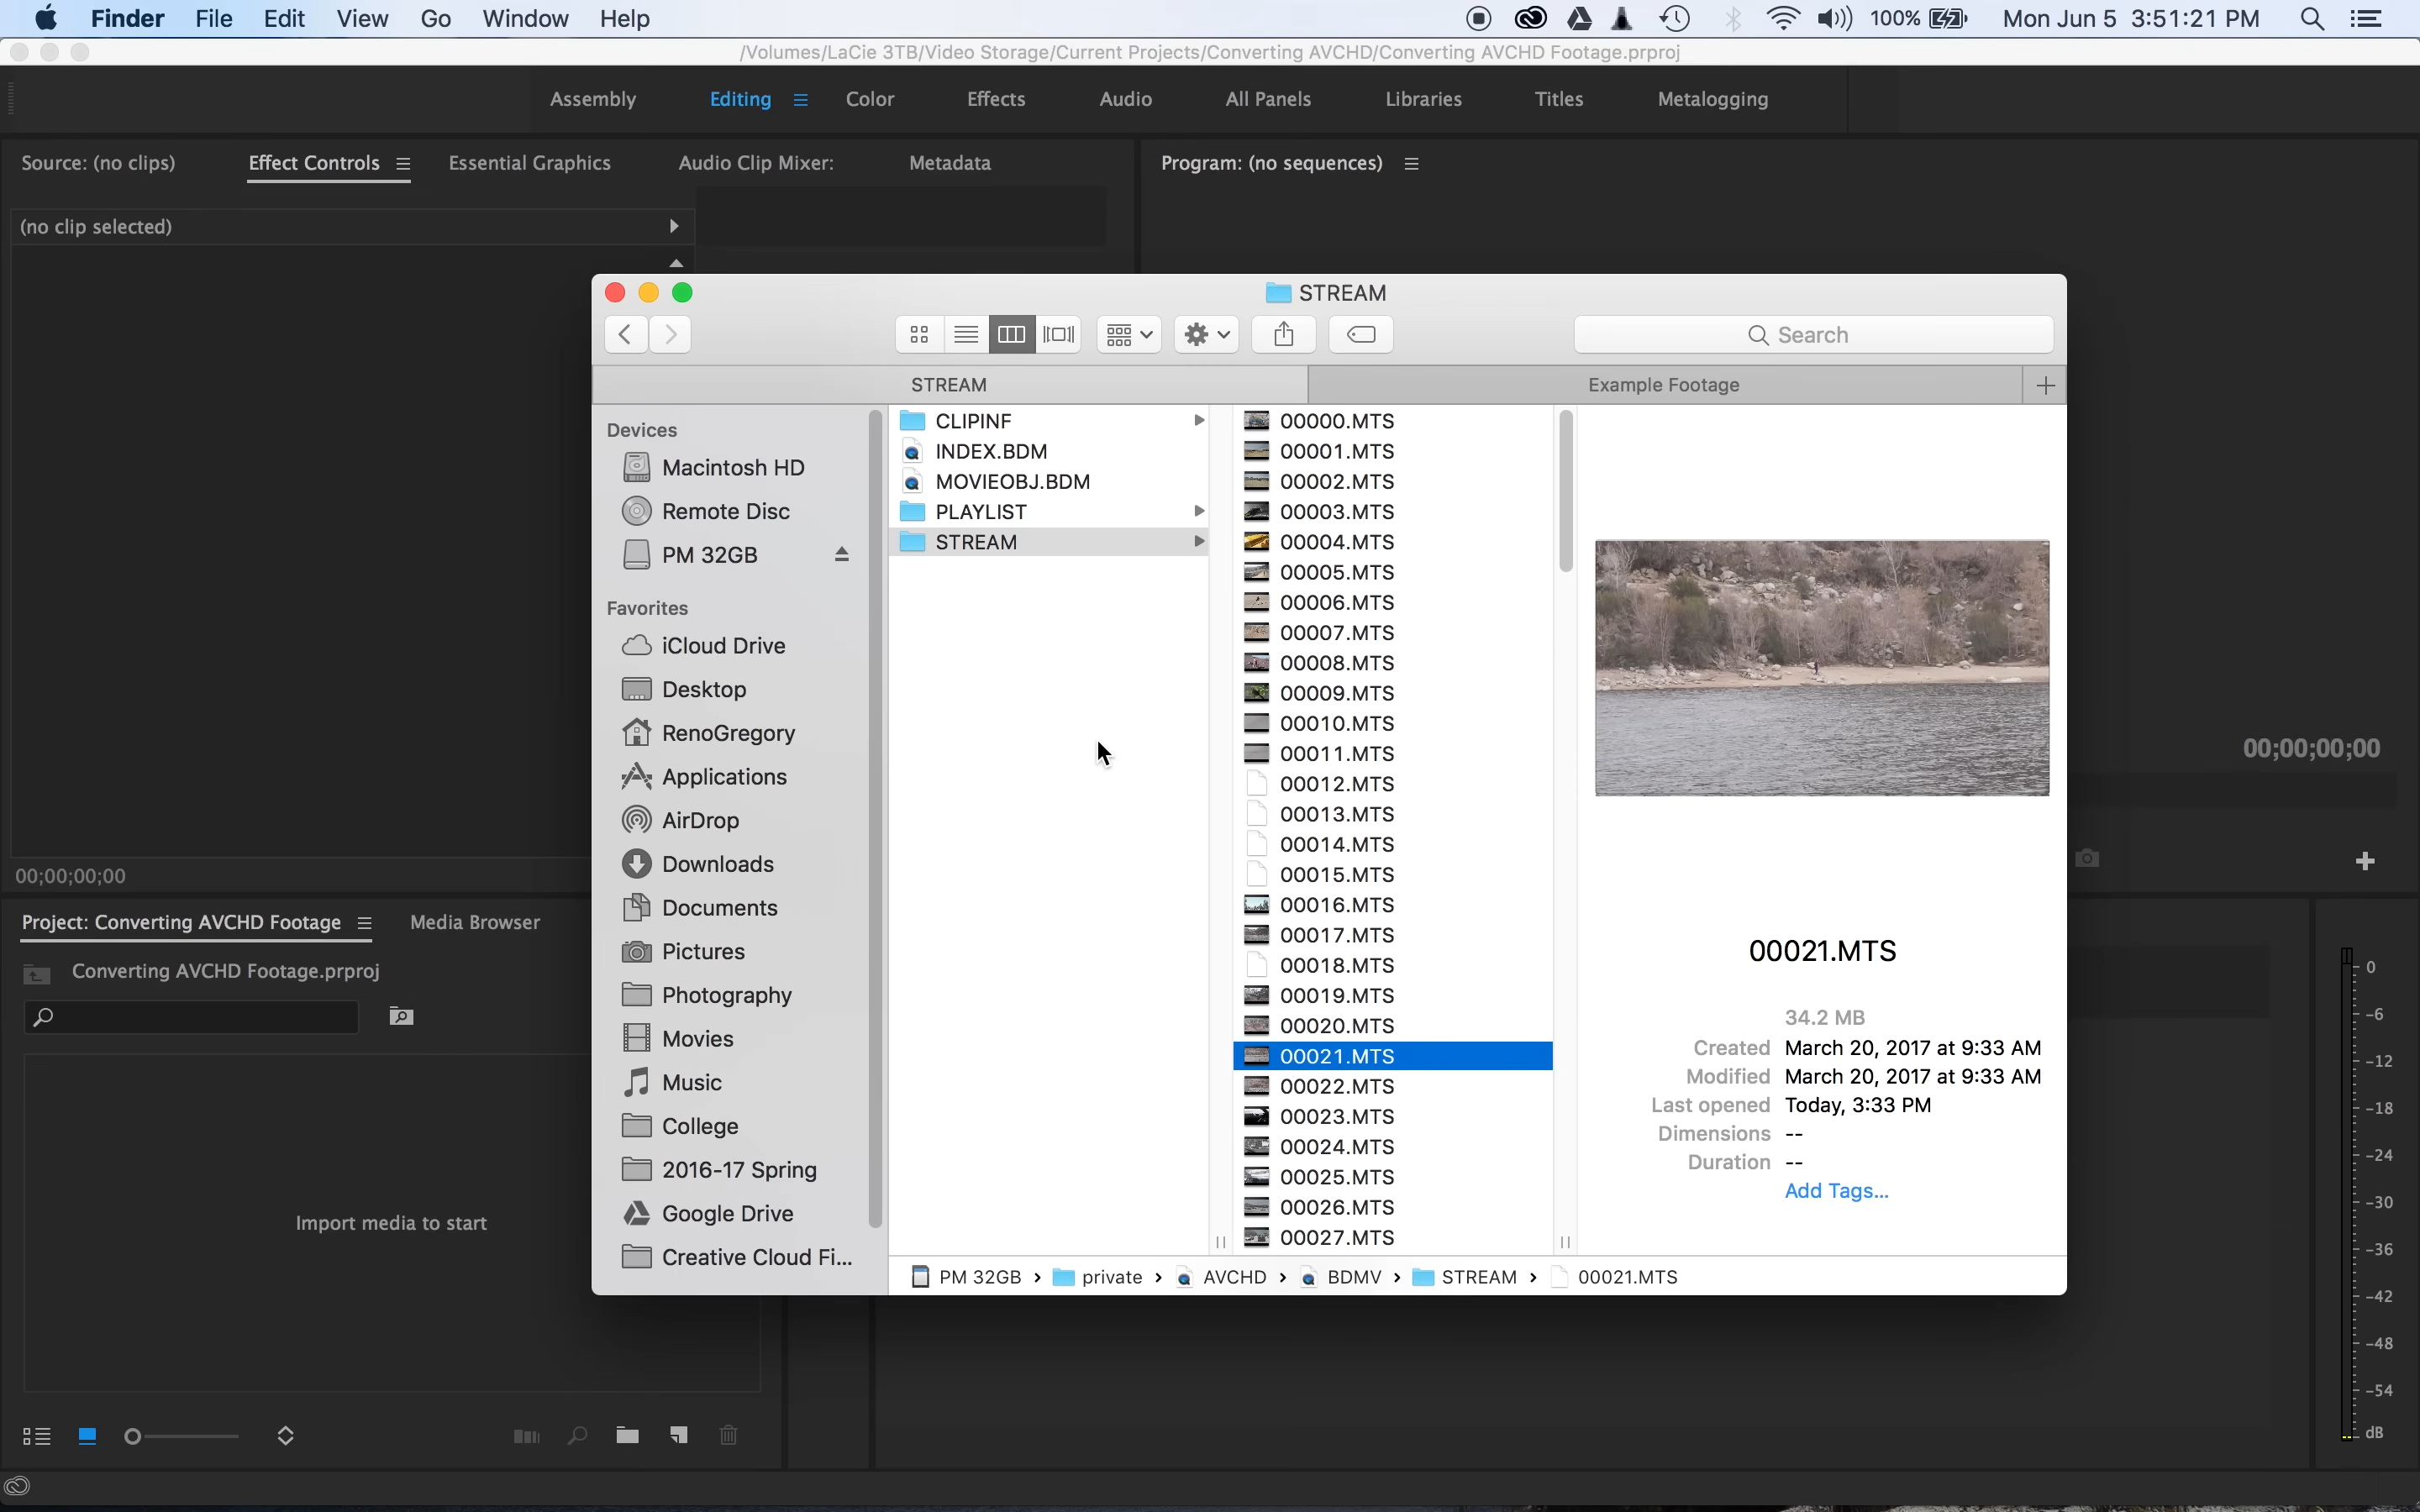 Finder File Edit View Go Window Help 100% Mon Jun 5 3:51:21 PM
/Volumes/LaCie 3TB/Video Storage/Current Projects/Converting AVCHD/Converting AVCHD Footage.prproj
Assembly Editing Color Effects Audio All Panels Libraries Titles Metalogging
Source: (no clips) Effect Controls Essential Graphics Audio Clip Mixer: Metadata
Program: (no sequences)
(no clip selected)
00;00;00;00
00;00;00;00
Project: Converting AVCHD Footage Media Browser
Converting AVCHD Footage.prproj
Import media to start
STREAM
Search
STREAM Example Footage
Devices
Macintosh HD
Remote Disc
PM 32GB
Favorites
iCloud Drive
Desktop
RenoGregory
Applications
AirDrop
Downloads
Documents
Pictures
Photography
Movies
Music
College
2016-17 Spring
Google Drive
Creative Cloud Fi...
CLIPINF
INDEX.BDM
MOVIEOBJ.BDM
PLAYLIST
STREAM
00000.MTS
00001.MTS
00002.MTS
00003.MTS
00004.MTS
00005.MTS
00006.MTS
00007.MTS
00008.MTS
00009.MTS
00010.MTS
00011.MTS
00012.MTS
00013.MTS
00014.MTS
00015.MTS
00016.MTS
00017.MTS
00018.MTS
00019.MTS
00020.MTS
00021.MTS
00022.MTS
00023.MTS
00024.MTS
00025.MTS
00026.MTS
00027.MTS
00021.MTS
34.2 MB
Created March 20, 2017 at 9:33 AM
Modified March 20, 2017 at 9:33 AM
Last opened Today, 3:33 PM
Dimensions --
Duration --
Add Tags...
PM 32GB › private › AVCHD › BDMV › STREAM › 00021.MTS
0
-6
-12
-18
-24
-30
-36
-42
-48
-54
dB